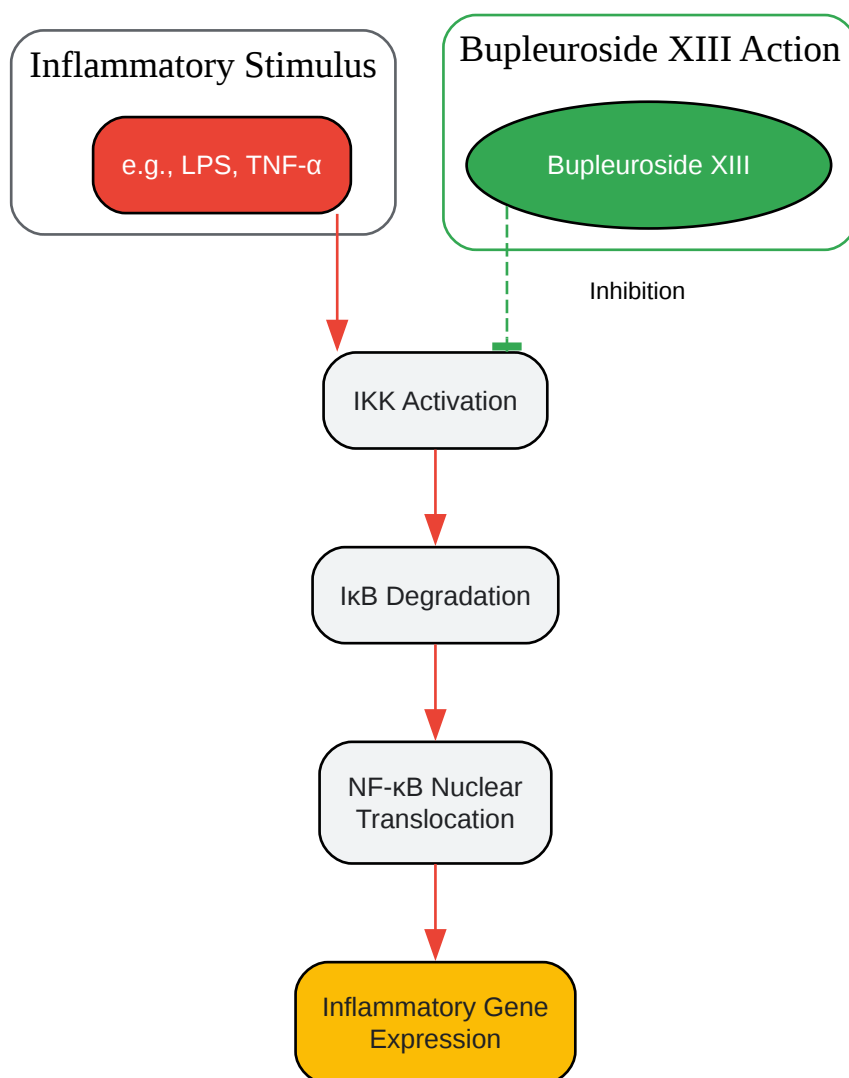 Inflammatory Stimulus
e.g., LPS, TNF-α
Bupleuroside XIII Action
Bupleuroside XIII
Inhibition
IKK Activation
IκB Degradation
NF-κB Nuclear
Translocation
Inflammatory Gene
Expression